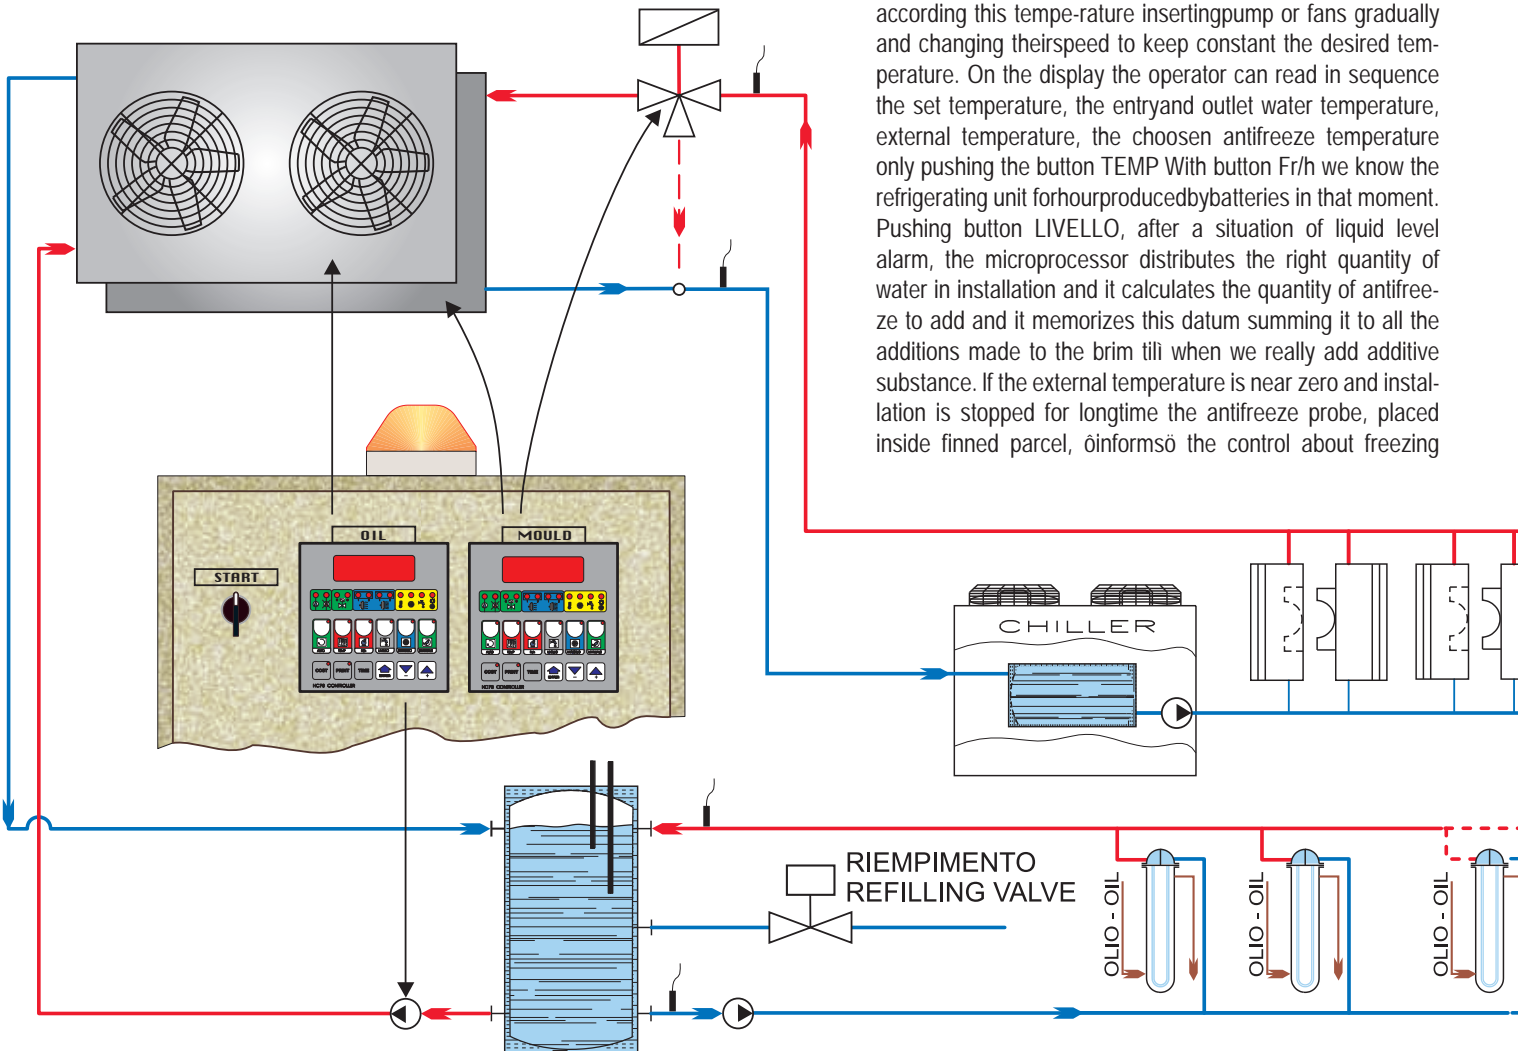 according this tempe-rature insertingpump or fans gradually
and changing theirspeed to keep constant the desired tem-
perature. On the display the operator can read in sequence
the set temperature, the entryand outlet water temperature,
external temperature, the choosen antifreeze temperature
only pushing the button TEMP With button Fr/h we know the
refrigerating unit forhourproducedbybatteries in that moment.
Pushing button LIVELLO, after a situation of liquid level
alarm, the microprocessor distributes the right quantity of
water in installation and it calculates the quantity of antifree-
ze to add and it memorizes this datum summing it to all the
additions made to the brim tilì when we really add additive
substance. If the external temperature is near zero and instal-
lation is stopped for longtime the antifreeze probe, placed
inside finned parcel, ôinformsö the control about freezing
OIL
MOULD
START
CHILLER
PRINT
TIME
ENTER
PRINT
TIME
ENTER
RIEMPIMENTO
REFILLING VALVE
OLIO - OIL
OLIO - OIL
OLIO - OIL